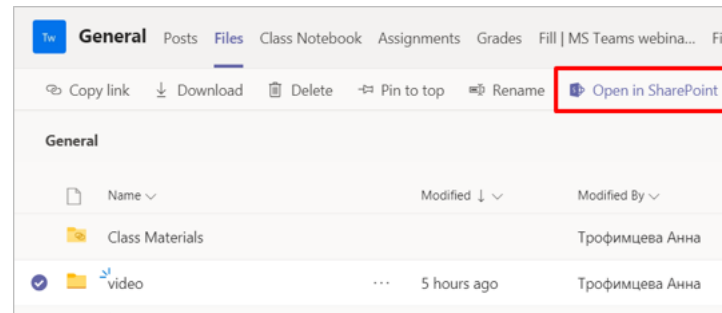 Tw General Posts Files Class Notebook Assignments Grades Fill | MS Teams webina... Fi
Copy link Download Delete Pin to top Rename Open in SharePoint
General
Name Modified Modified By
Class Materials Трофимцева Анна
video ... 5 hours ago Трофимцева Анна